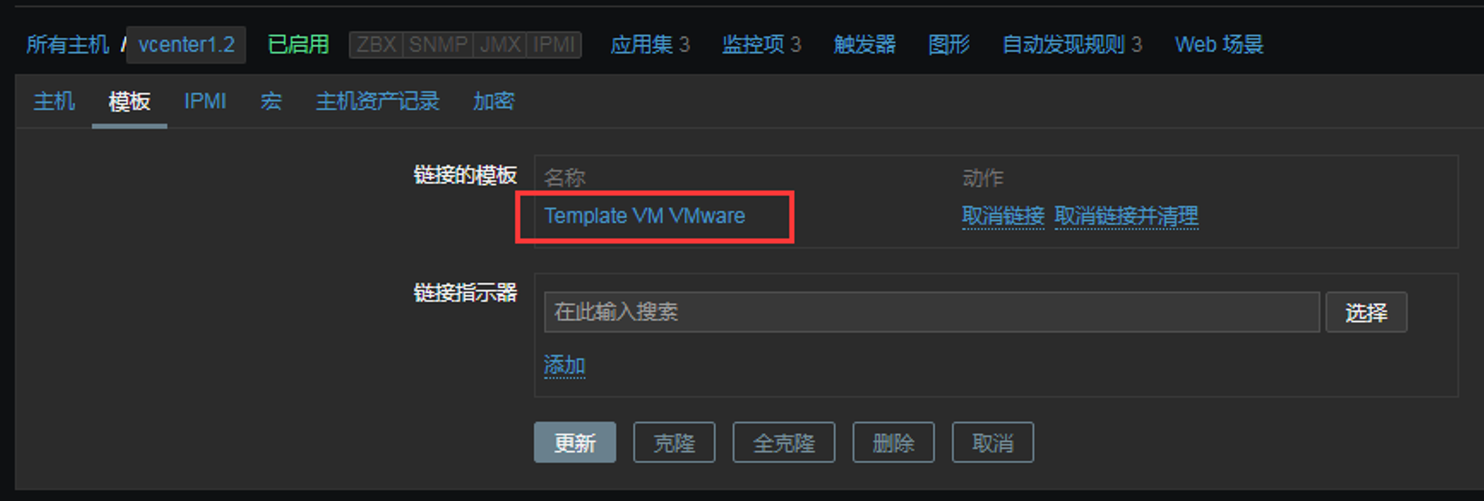 所有主机 / vcenter1.2 已启用 ZBX SNMP JMX IPMI 应用集 3 监控项 3 触发器 图形 自动发现规则 3 Web 场景
主机 模板 IPMI 宏 主机资产记录 加密
链接的模板 名称 动作
Template VM VMware 取消链接 取消链接并清理
链接指示器
在此输入搜索 选择
添加
更新 克隆 全克隆 删除 取消